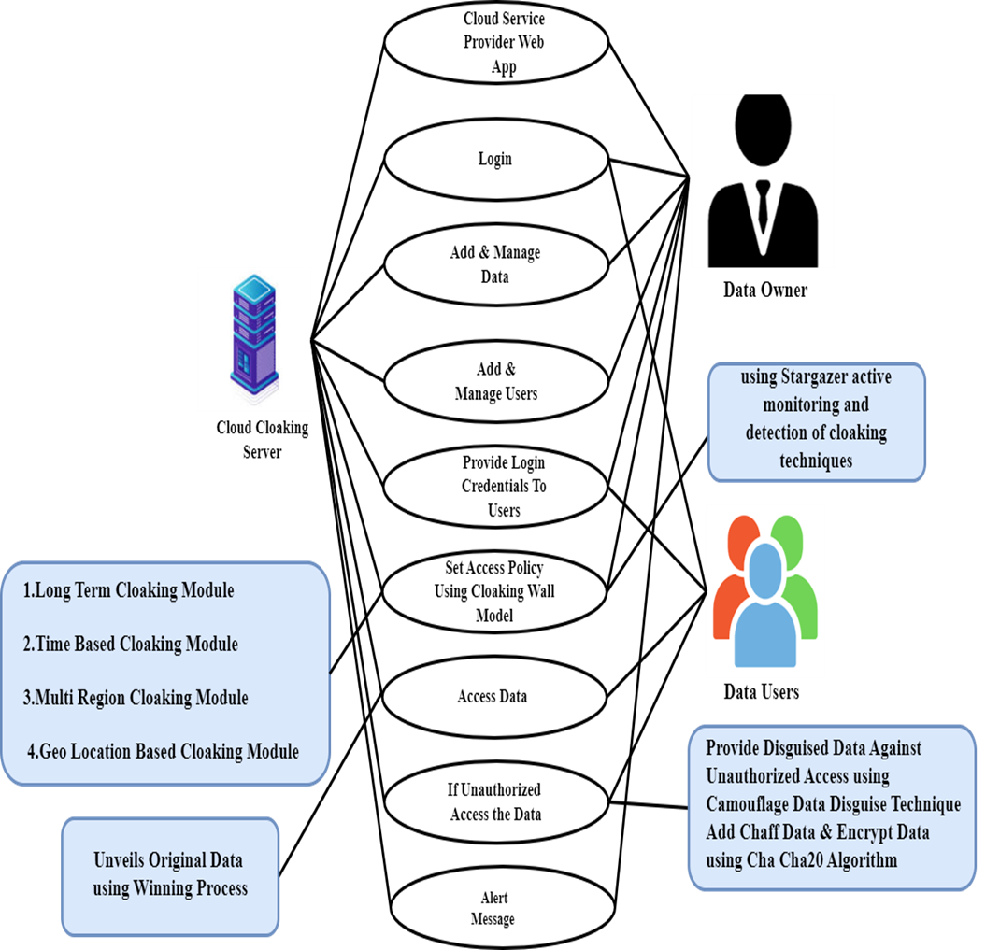 Cloud Service
Provider Web
App
Login
Add & Manage
Data
Data Owner
Add &
Manage Users
using Stargazer active
monitoring and
detection of cloaking
techniques
Cloud Cloaking
Server
Provide Login
Credentials To
Users
Set Access Policy
Using Cloaking Wall
Model
1.Long Term Cloaking Module
2.Time Based Cloaking Module
3.Multi Region Cloaking Module
4.Geo Location Based Cloaking Module
Access Data
Data Users
If Unauthorized
Access the Data
Provide Disguised Data Against
Unauthorized Access using
Camouflage Data Disguise Technique
Add Chaff Data & Encrypt Data
using Cha Cha20 Algorithm
Unveils Original Data
using Winning Process
Alert
Message